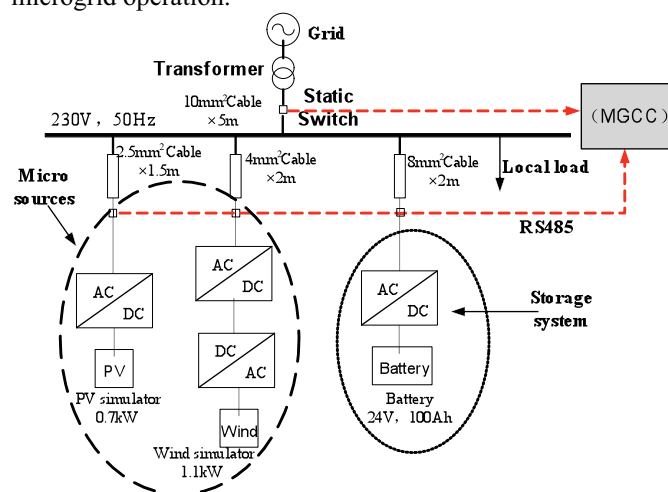 microgrid operation.
Grid
Transformer
10mm²Cable
×5m
Static
Switch
(MGCC)
230V, 50Hz
2.5mm²Cable
×1.5m
4mm²Cable
×2m
8mm²Cable
×2m
Local load
Micro
sources
RS485
AC
DC
AC
DC
AC
DC
Storage
system
DC
AC
PV
Battery
PV simulator
0.7kW
Wind
Battery
24V, 100Ah
Wind simulator
1.1kW